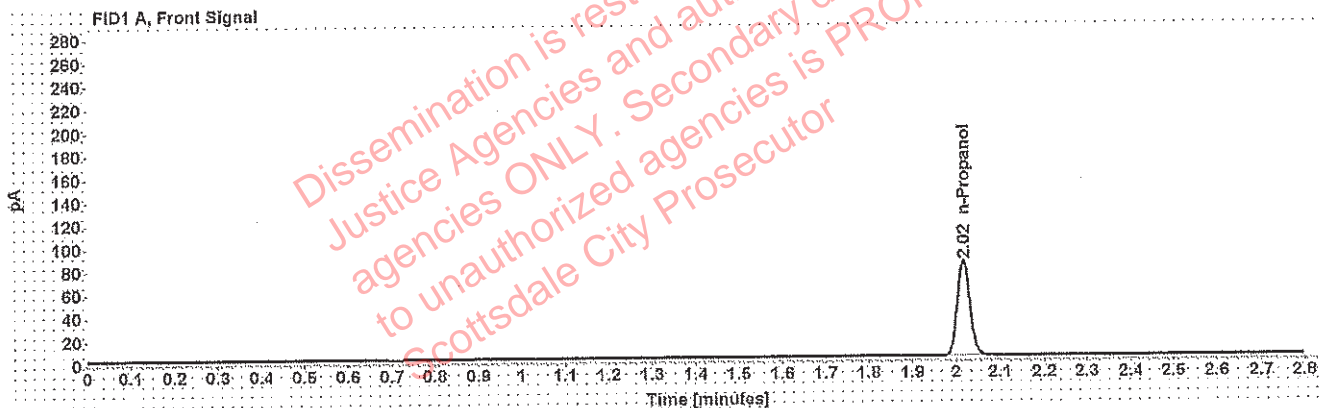 FID1 A, Front Signal
280
260
240
220
200
180
160
140
120
100
80
60
40
20
0
pA
2.02 n-Propanol
0 0.1 0.2 0.3 0.4 0.5 0.6 0.7 0.8 0.9 1 1.1 1.2 1.3 1.4 1.5 1.6 1.7 1.8 1.9 2 2.1 2.2 2.3 2.4 2.5 2.6 2.7 2.8
Time [minutes]
Dissemination is
Justice Agencies and
agencies ONLY. Secondary
to unauthorized agencies is
Scottsdale City Prosecutor